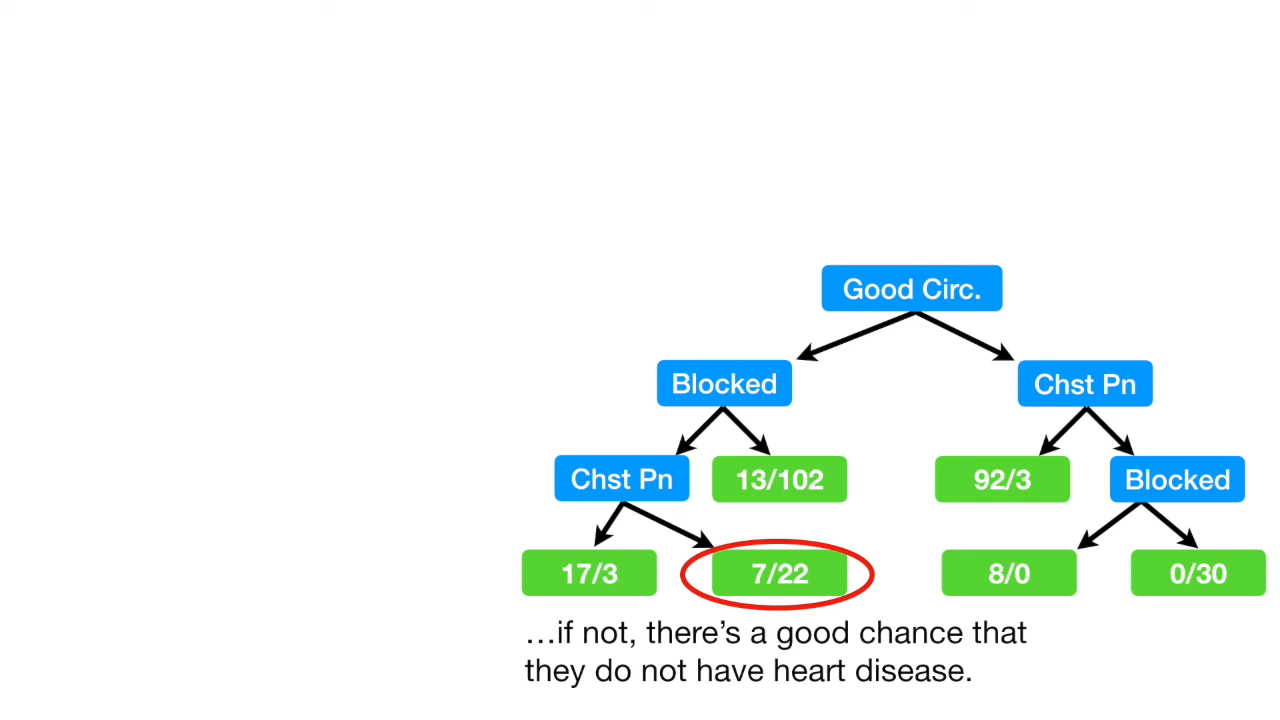 Good Circ.
Blocked
Chst Pn
Chst Pn
13/102
92/3
Blocked
17/3
7/22
8/0
0/30
…if not, there’s a good chance that
they do not have heart disease.